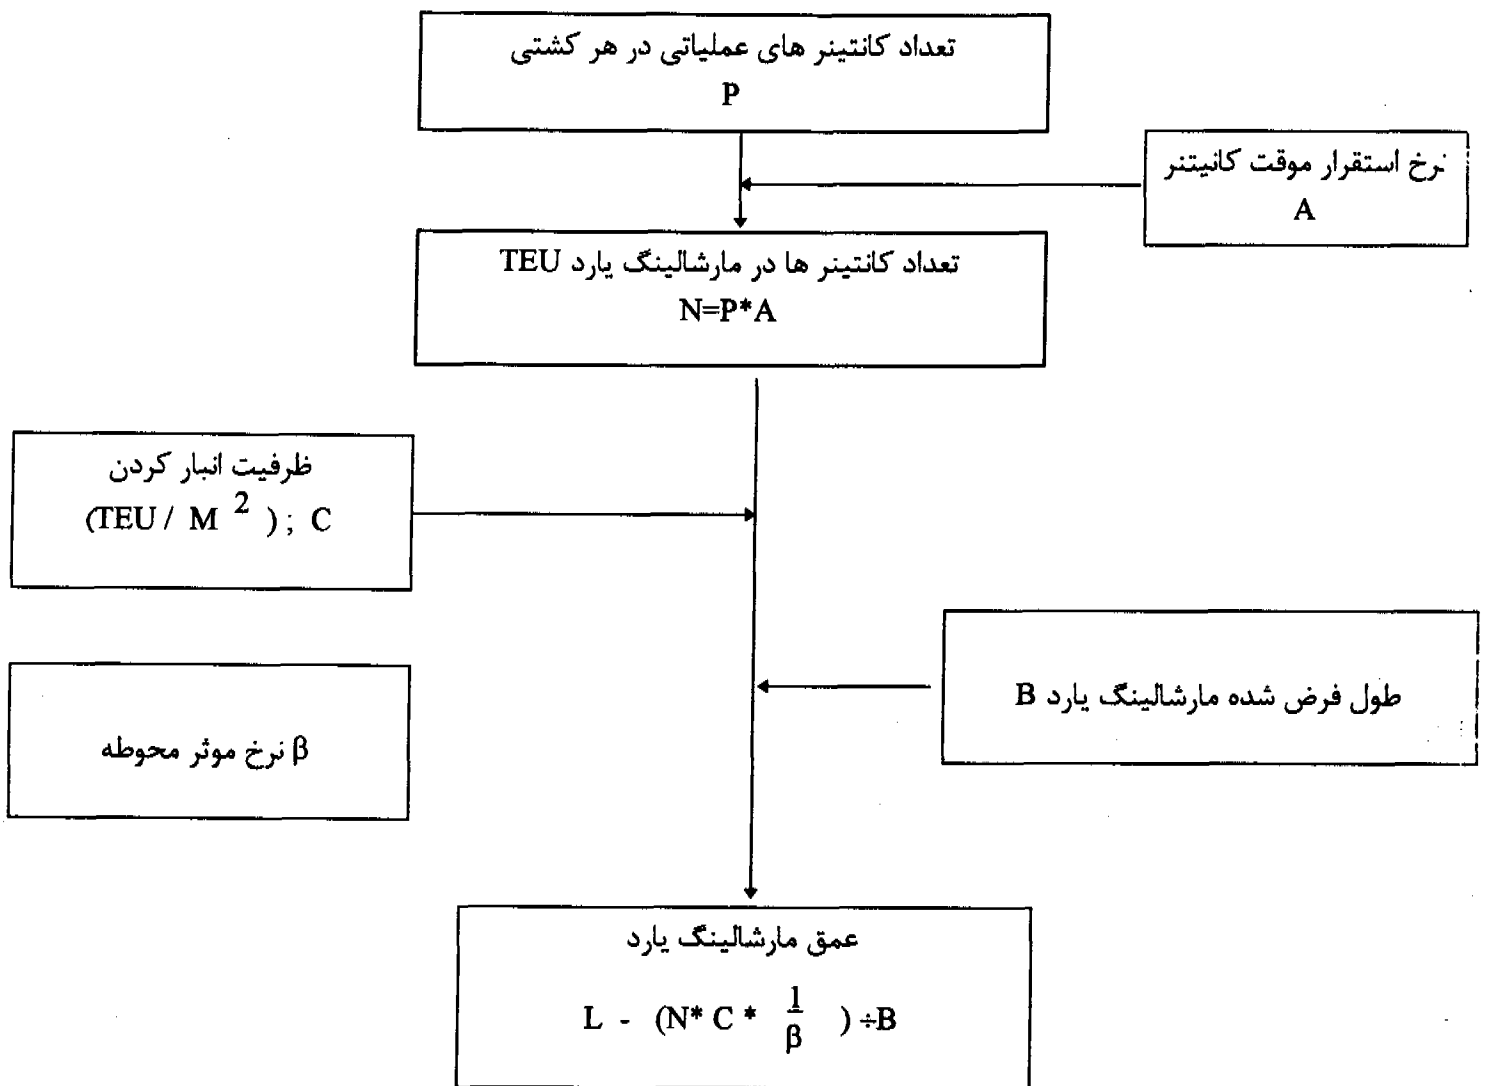 تعداد کانتینر های عملیاتی در هر کشتی
P
نرخ استقرار موقت کانیتنر
A
تعداد کانتینر ها در مارشالینگ یارد TEU
N=P*A
ظرفیت انبار کردن
(TEU / M 2 ) ; C
طول فرض شده مارشالینگ یارد B
β نرخ موثر محوطه
عمق مارشالینگ یارد
L - (N* C * 1/β ) ÷B